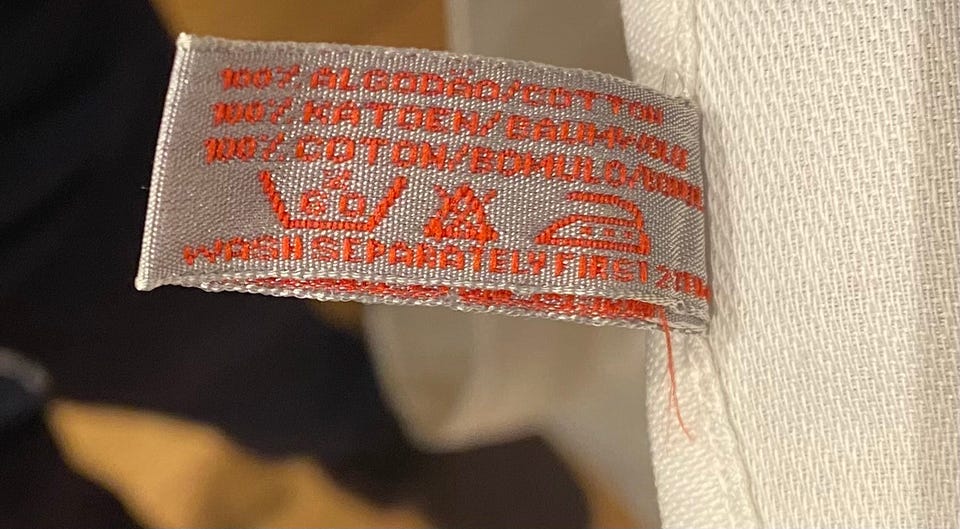 100% ALGODÃO/COTTON
100% KATOEN/
100% COTON/BOMULD/
60
WASH SEPARATELY FIRST